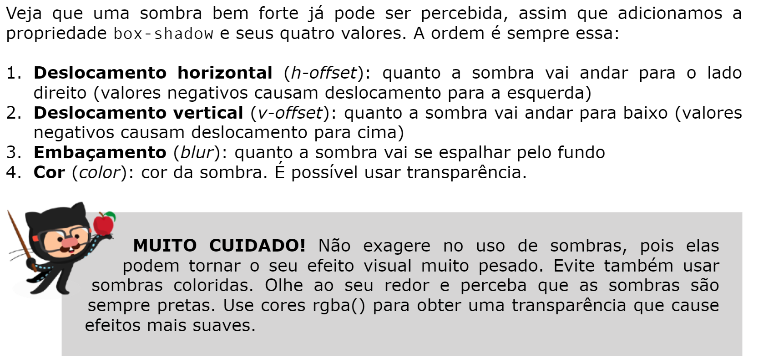 Veja que uma sombra bem forte já pode ser percebida, assim que adicionamos a
propriedade box-shadow e seus quatro valores. A ordem é sempre essa:
1. Deslocamento horizontal (h-offset): quanto a sombra vai andar para o lado
direito (valores negativos causam deslocamento para a esquerda)
2. Deslocamento vertical (v-offset): quanto a sombra vai andar para baixo (valores
negativos causam deslocamento para cima)
3. Embaçamento (blur): quanto a sombra vai se espalhar pelo fundo
4. Cor (color): cor da sombra. É possível usar transparência.
MUITO CUIDADO! Não exagere no uso de sombras, pois elas
podem tornar o seu efeito visual muito pesado. Evite também usar
sombras coloridas. Olhe ao seu redor e perceba que as sombras são
sempre pretas. Use cores rgba() para obter uma transparência que cause
efeitos mais suaves.